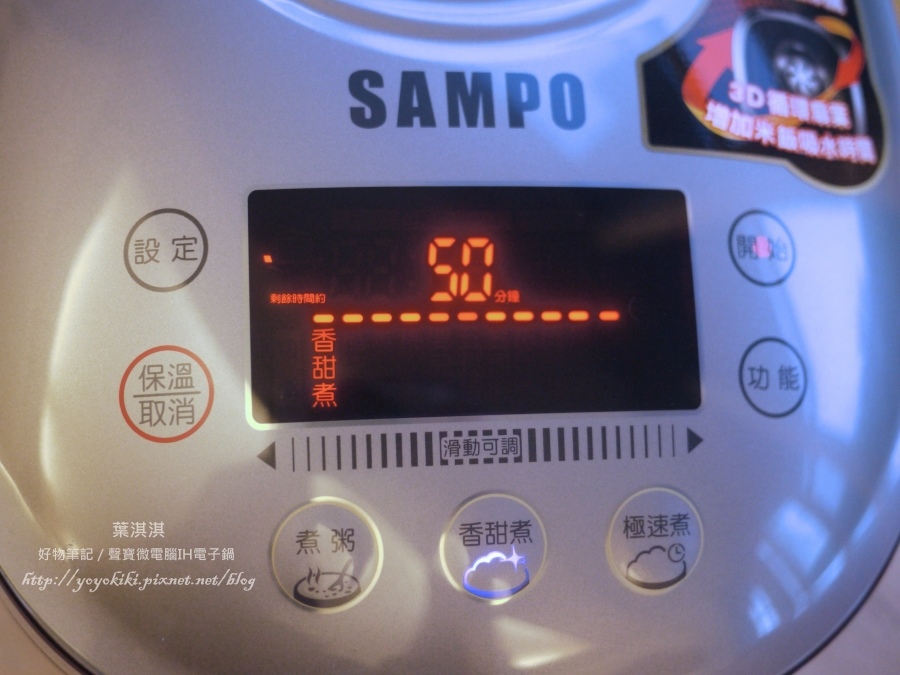 SAMPO
3D循環蒸氣
增加米飯吸水時間
設定
開始
50
剩餘時間約
分鐘
香甜煮
保溫
取消
功能
滑動可調
煮粥
香甜煮
極速煮
葉淇淇
好物筆記 / 聲寶微電腦IH電子鍋
http://yoyokiki.pixnet.net/blog